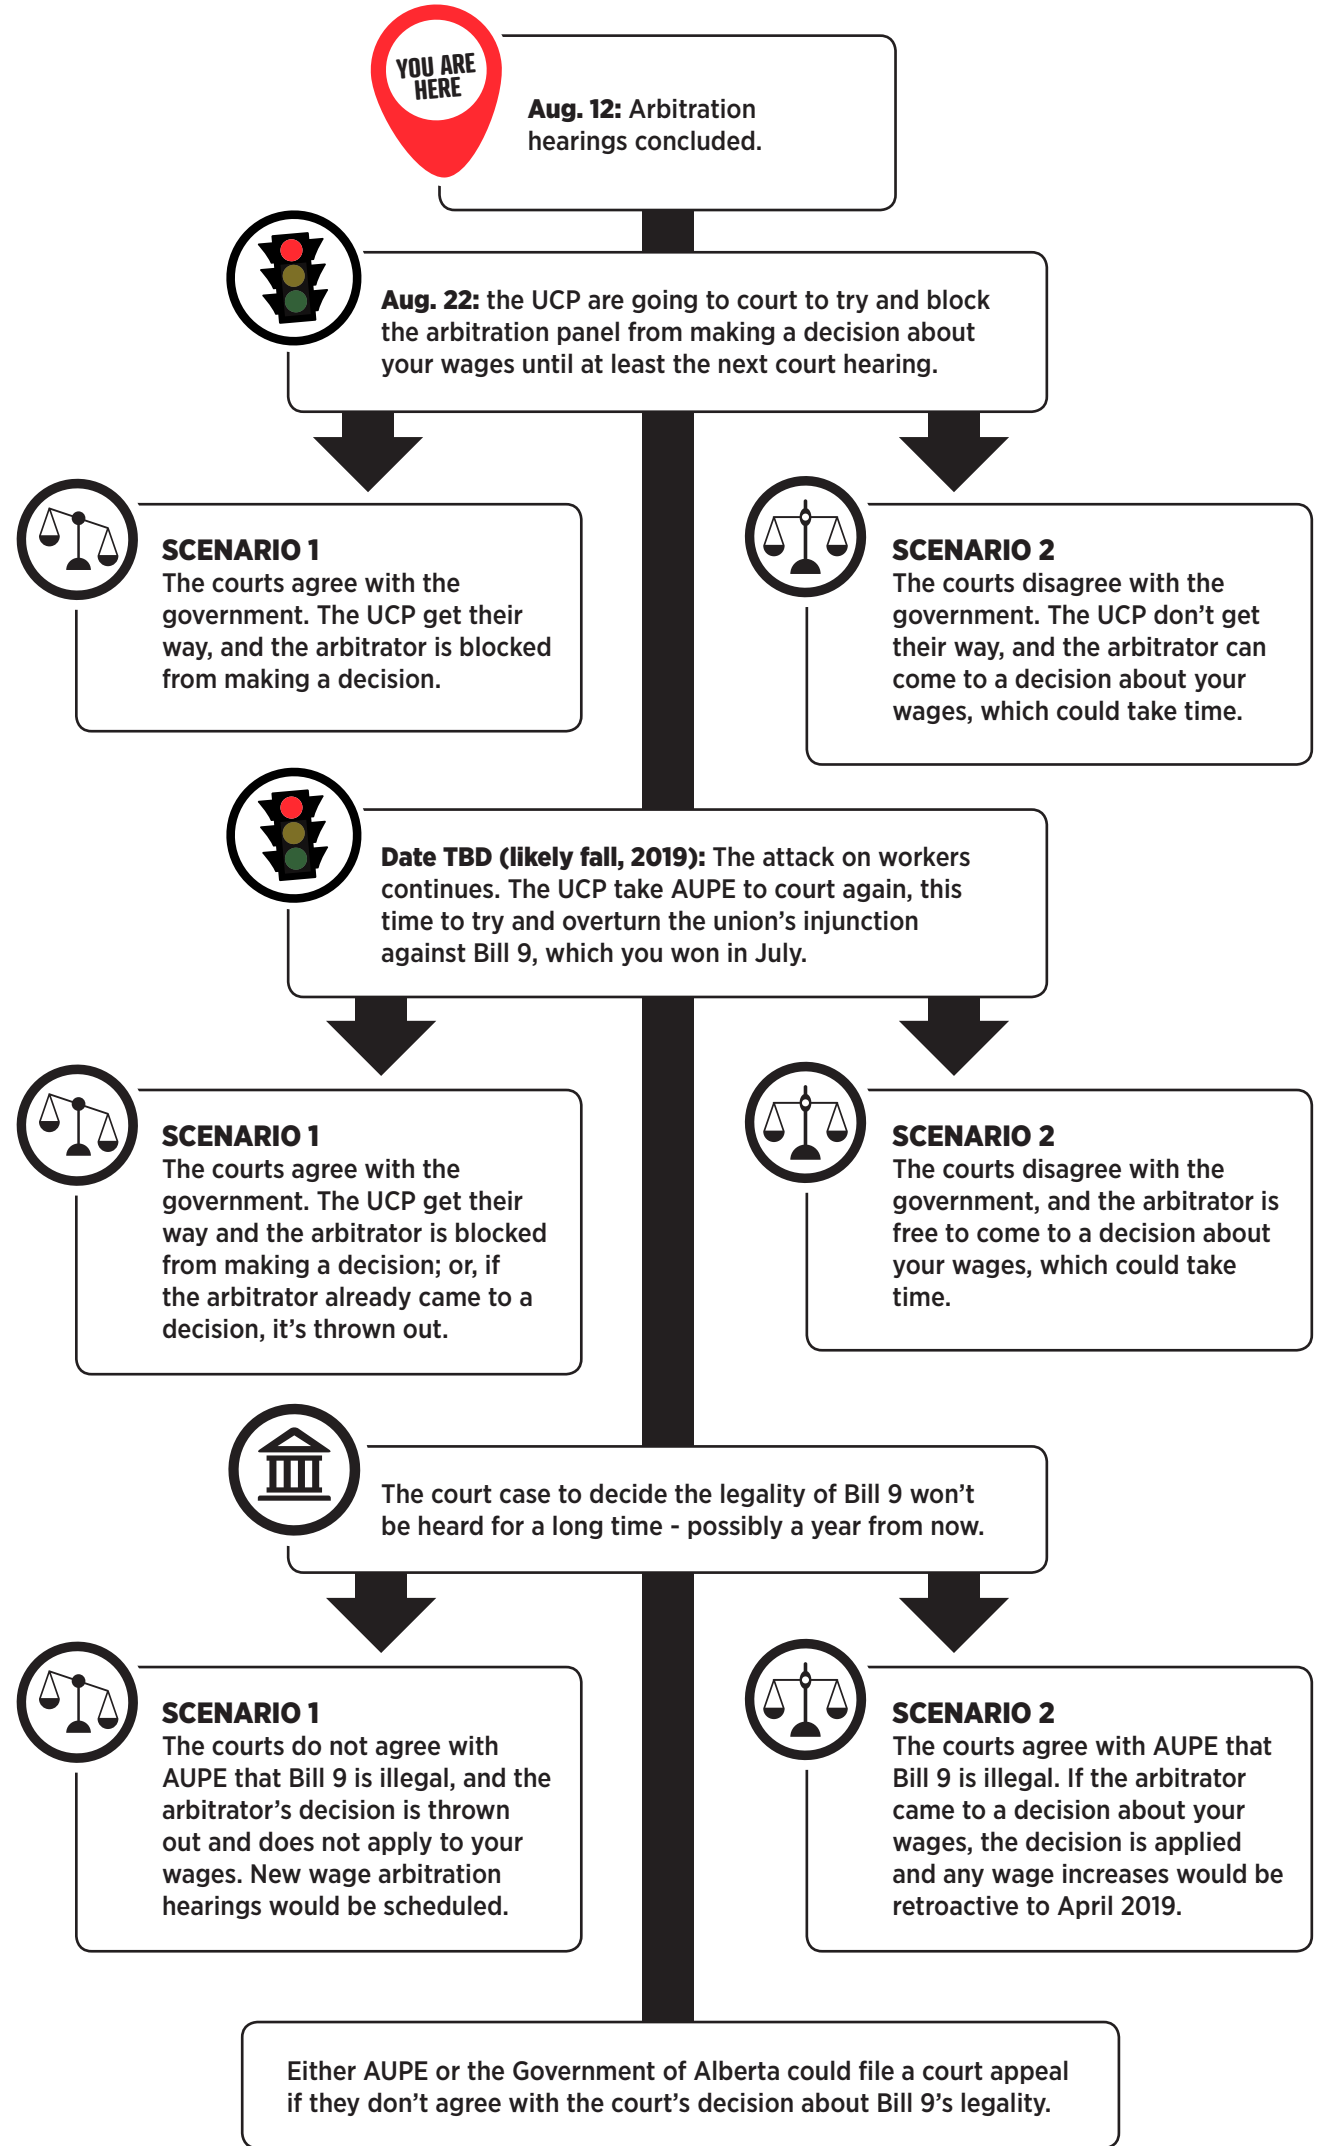 YOU ARE
HERE
Aug. 12: Arbitration
hearings concluded.
Aug. 22: the UCP are going to court to try and block
the arbitration panel from making a decision about
your wages until at least the next court hearing.
SCENARIO 1
The courts agree with the
government. The UCP get their
way, and the arbitrator is blocked
from making a decision.
SCENARIO 2
The courts disagree with the
government. The UCP don't get
their way, and the arbitrator can
come to a decision about your
wages, which could take time.
Date TBD (likely fall, 2019): The attack on workers
continues. The UCP take AUPE to court again, this
time to try and overturn the union's injunction
against Bill 9, which you won in July.
SCENARIO 1
The courts agree with the
government. The UCP get their
way and the arbitrator is blocked
from making a decision; or, if
the arbitrator already came to a
decision, it's thrown out.
SCENARIO 2
The courts disagree with the
government, and the arbitrator is
free to come to a decision about
your wages, which could take
time.
The court case to decide the legality of Bill 9 won't
be heard for a long time - possibly a year from now.
SCENARIO 1
The courts do not agree with
AUPE that Bill 9 is illegal, and the
arbitrator's decision is thrown
out and does not apply to your
wages. New wage arbitration
hearings would be scheduled.
SCENARIO 2
The courts agree with AUPE that
Bill 9 is illegal. If the arbitrator
came to a decision about your
wages, the decision is applied
and any wage increases would be
retroactive to April 2019.
Either AUPE or the Government of Alberta could file a court appeal
if they don't agree with the court's decision about Bill 9's legality.